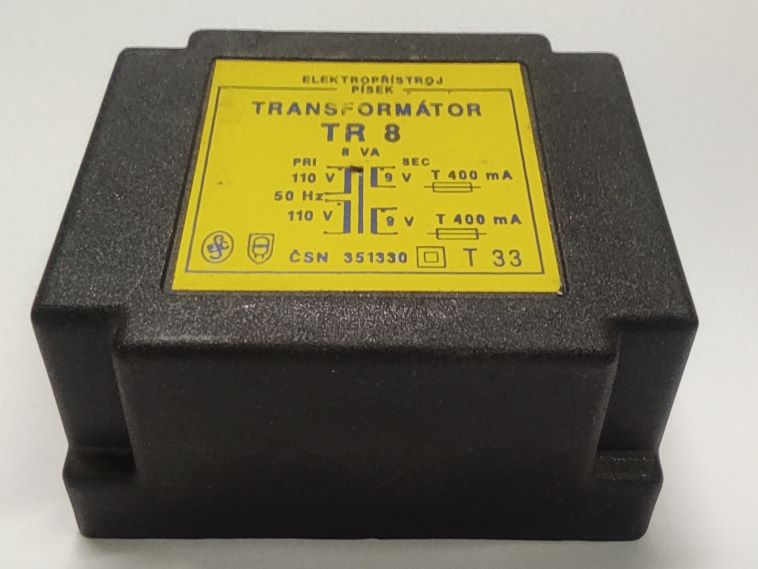 ELEKTROPŘÍSTROJ
PÍSEK
TRANSFORMÁTOR
TR 8
8 VA
PRI SEC
110 V 9 V T 400 mA
50 Hz
110 V 9 V T 400 mA
ČSN 351330 T 33